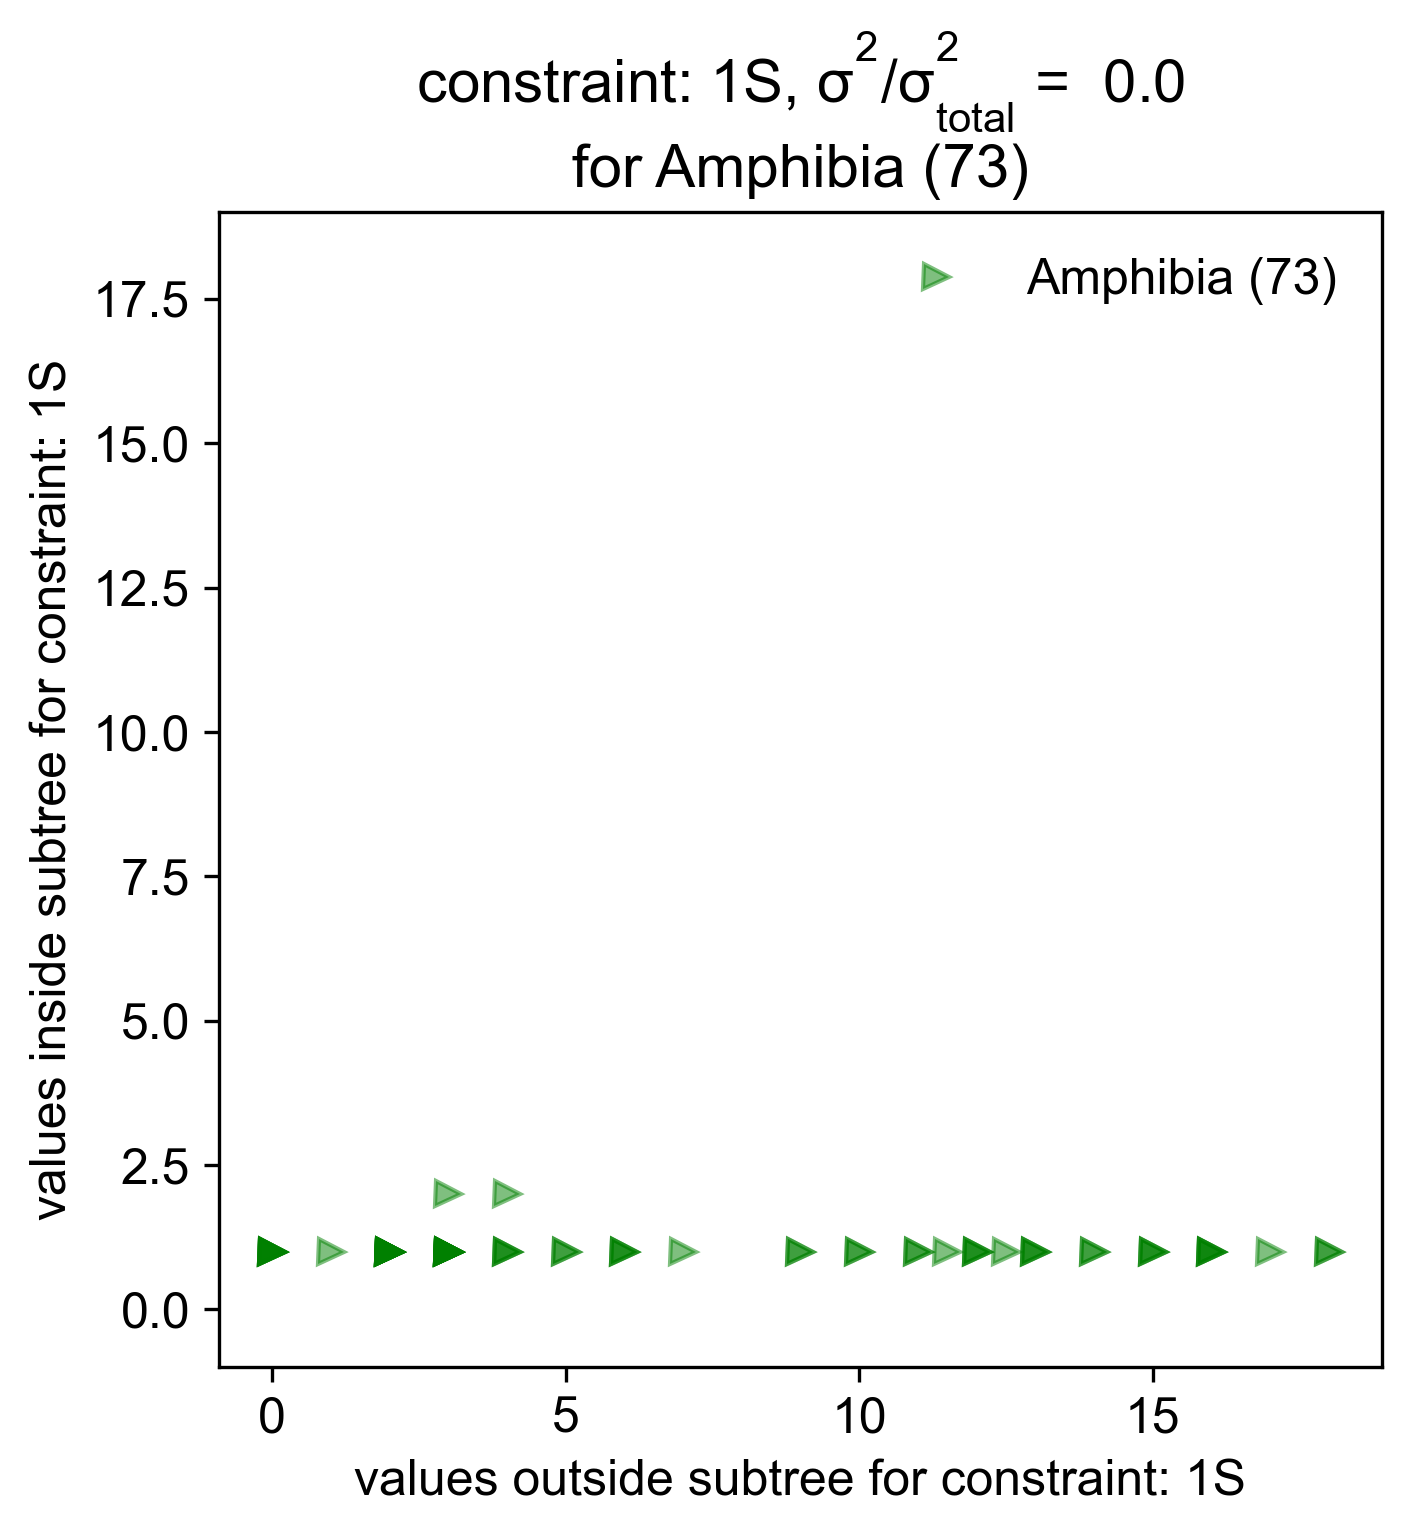 constraint: 1S, σ²/σ²total = 0.0
for Amphibia (73)
Amphibia (73)
values inside subtree for constraint: 1S
17.5
15.0
12.5
10.0
7.5
5.0
2.5
0.0
0 5 10 15
values outside subtree for constraint: 1S